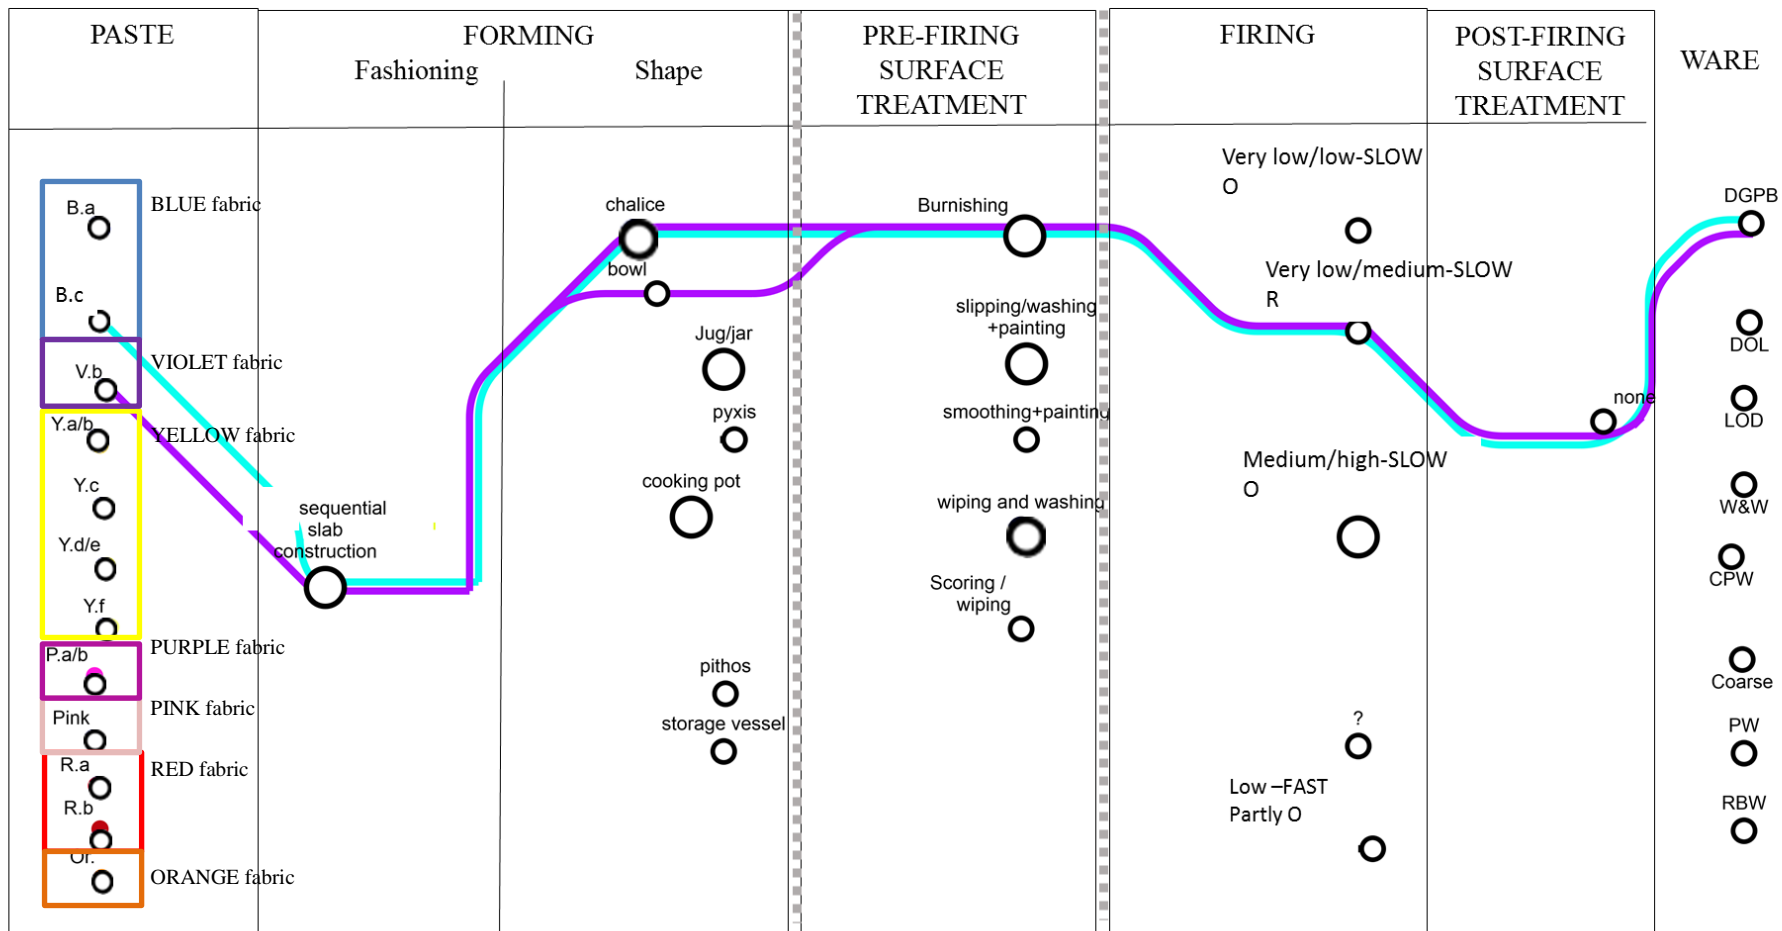 PASTE
FORMING
Fashioning
Shape
PRE-FIRING
SURFACE
TREATMENT
FIRING
POST-FIRING
SURFACE
TREATMENT
WARE
B.a
BLUE fabric
B.c
VIOLET fabric
V.b
Y.a/b
YELLOW fabric
Y.c
Y.d/e
Y.f
PURPLE fabric
P.a/b
PINK fabric
Pink
R.a
RED fabric
R.b
Or.
ORANGE fabric
sequential
slab
construction
chalice
bowl
Jug/jar
pyxis
cooking pot
pithos
storage vessel
Burnishing
slipping/washing
+painting
smoothing+painting
wiping and washing
Scoring /
wiping
Very low/low-SLOW
O
Very low/medium-SLOW
R
Medium/high-SLOW
O
?
Low –FAST
Partly O
none
DGPB
DOL
LOD
W&W
CPW
Coarse
PW
RBW